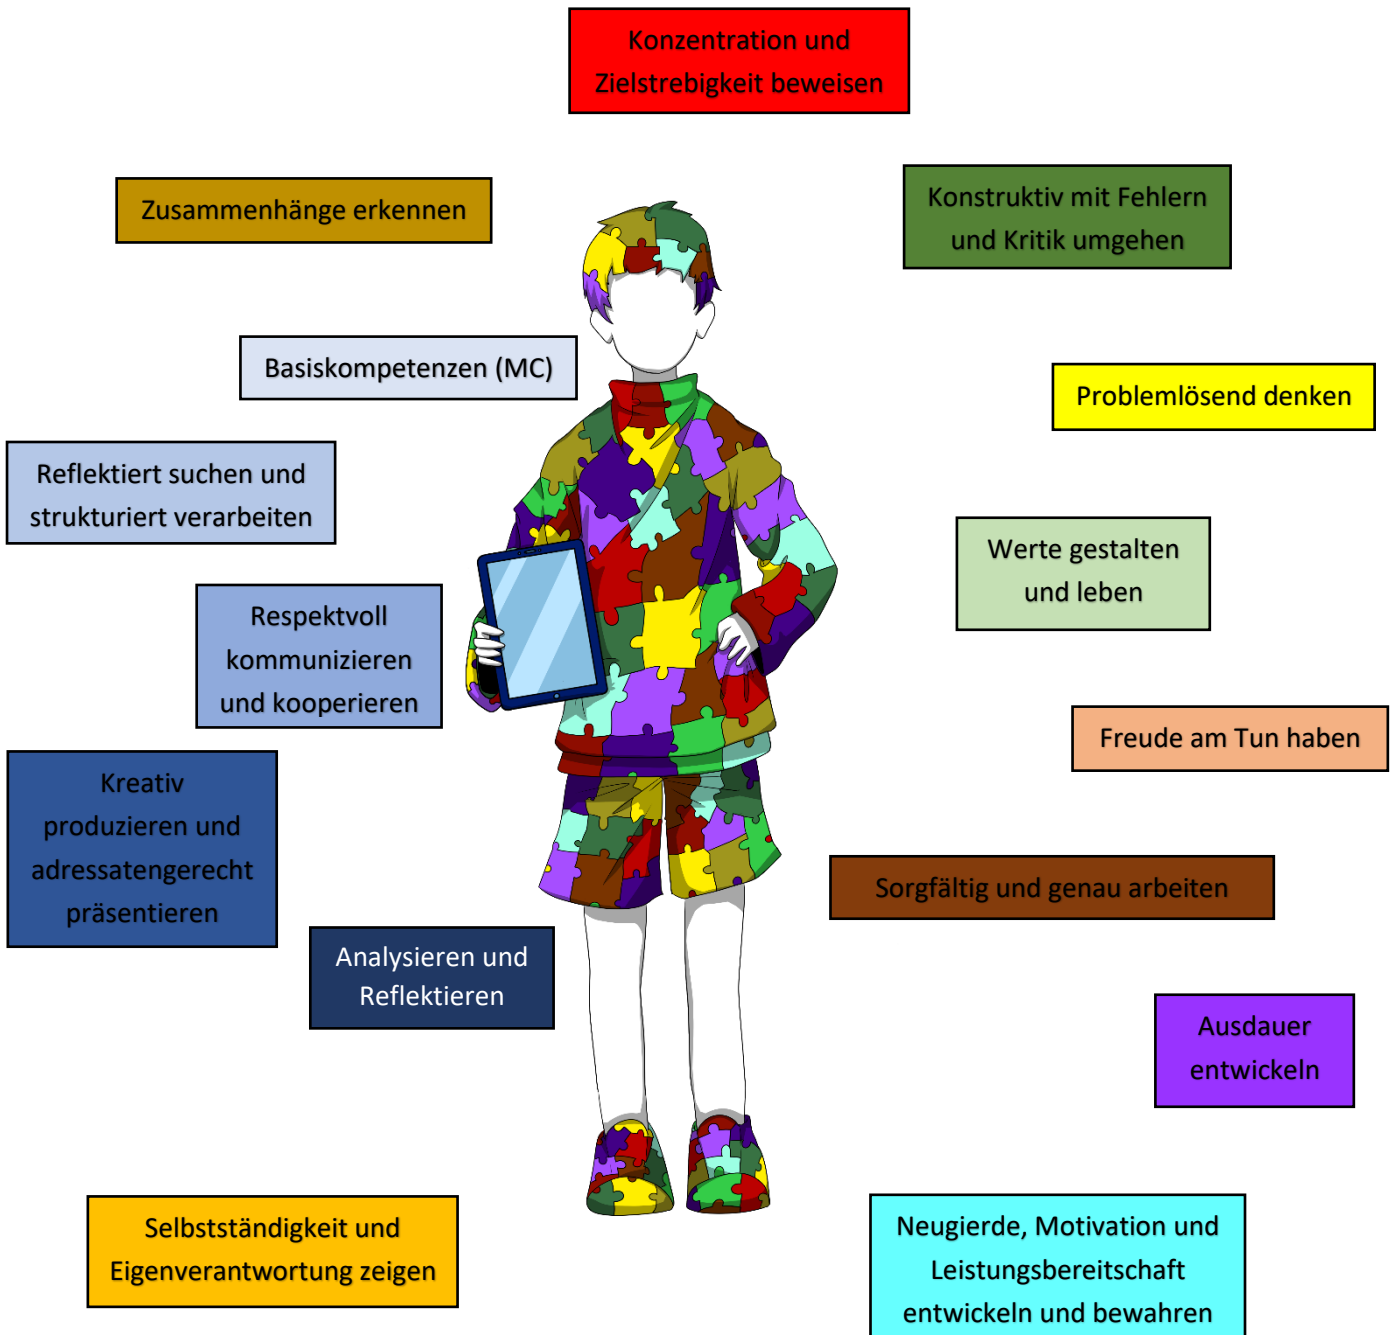 Konzentration und
Zielstrebigkeit beweisen
Zusammenhänge erkennen
Konstruktiv mit Fehlern
und Kritik umgehen
Basiskompetenzen (MC)
Problemlösend denken
Reflektiert suchen und
strukturiert verarbeiten
Werte gestalten
und leben
Respektvoll
kommunizieren
und kooperieren
Freude am Tun haben
Kreativ
produzieren und
adressatengerecht
präsentieren
Sorgfältig und genau arbeiten
Analysieren und
Reflektieren
Ausdauer
entwickeln
Selbstständigkeit und
Eigenverantwortung zeigen
Neugierde, Motivation und
Leistungsbereitschaft
entwickeln und bewahren